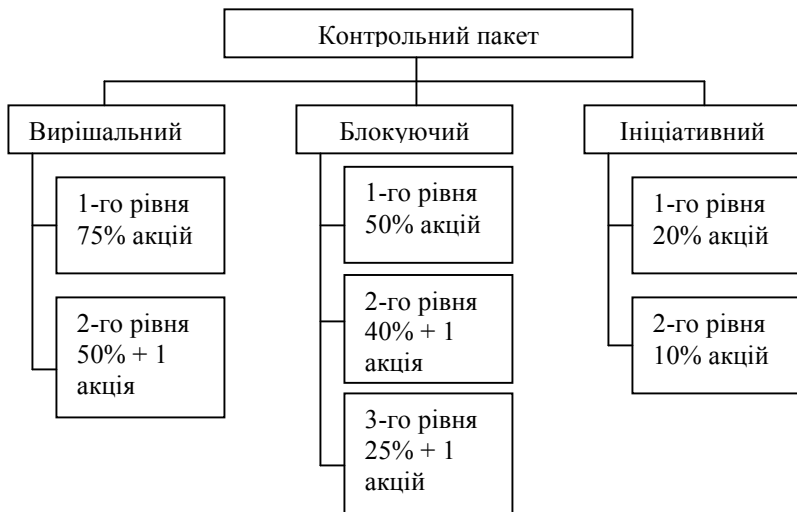 Контрольний пакет
Вирішальний
Блокуючий
Ініціативний
1-го рівня
75% акцій
2-го рівня
50% + 1
акція
1-го рівня
50% акцій
2-го рівня
40% + 1
акція
3-го рівня
25% + 1
акція
1-го рівня
20% акцій
2-го рівня
10% акцій